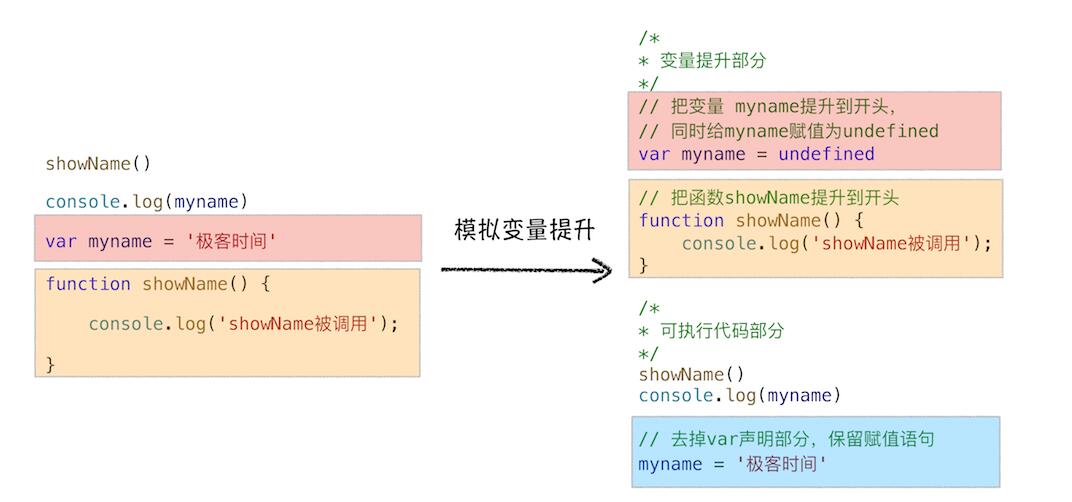 showName()
console.log(myname)
var myname = '极客时间'
function showName() {
console.log('showName被调用');
}
模拟变量提升
/*
* 变量提升部分
*/
// 把变量 myname提升到开头，
// 同时给myname赋值为undefined
var myname = undefined
// 把函数showName提升到开头
function showName() {
console.log('showName被调用');
}
/*
* 可执行代码部分
*/
showName()
console.log(myname)
// 去掉var声明部分，保留赋值语句
myname = '极客时间'